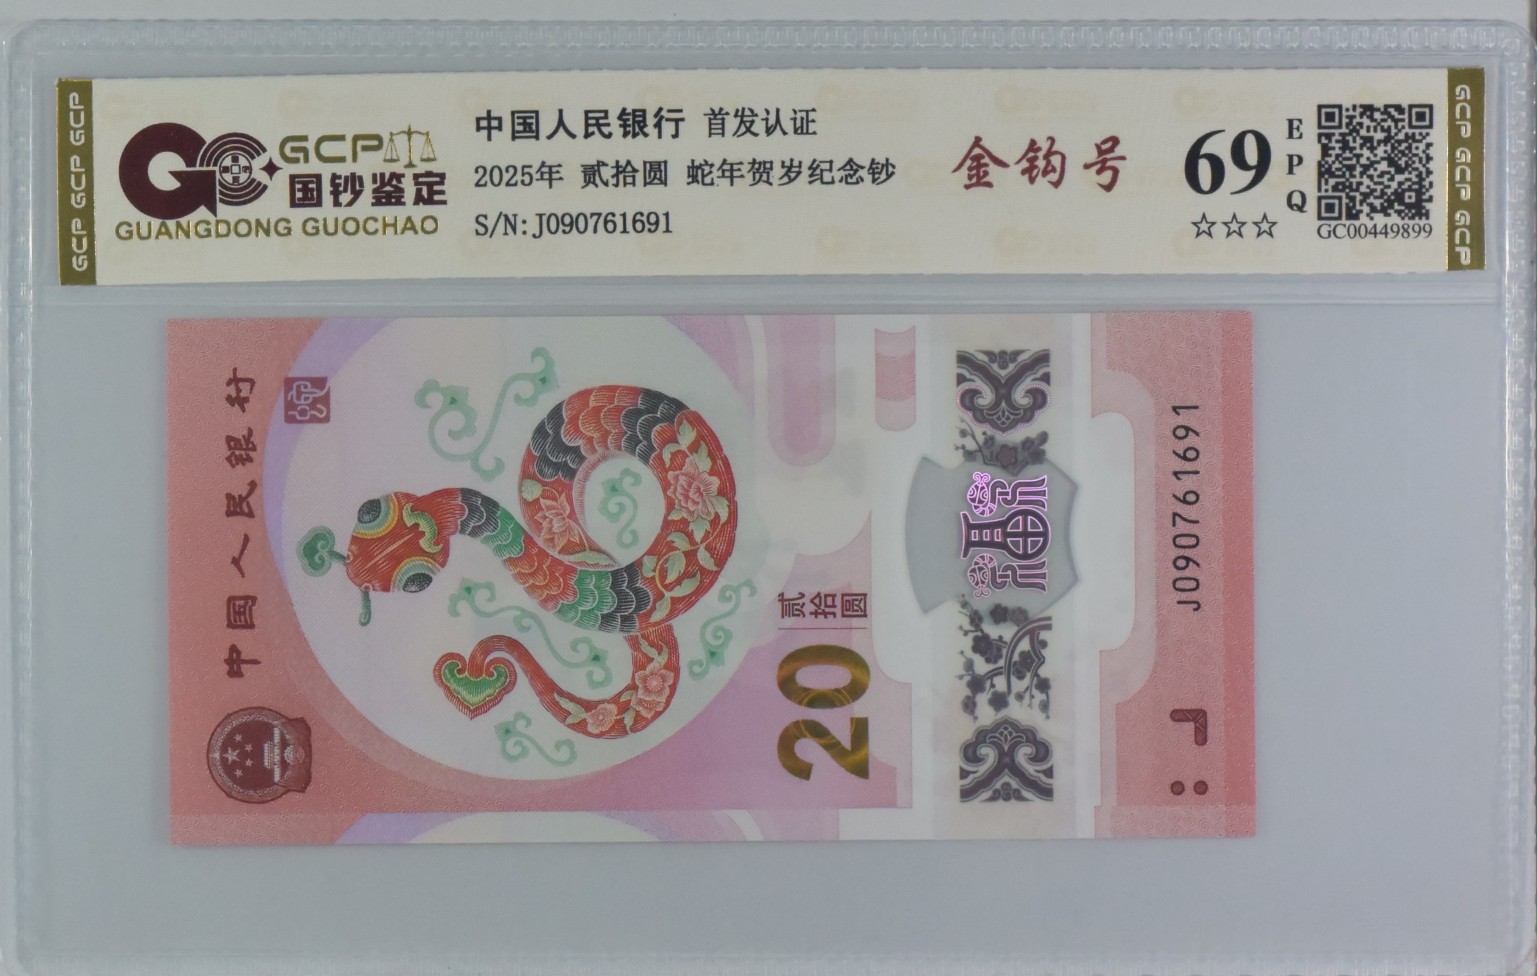 GCP GCP GCP
GCP
国钞鉴定
GUANGDONG GUOCHAO
中国人民银行 首发认证
2025年 贰拾圆 蛇年贺岁纪念钞
S/N:J090761691
金钩号
69
EPQ
☆☆☆
GC00449899
GCP GCP GCP
中国人民银行
贰拾圆
20
福
J090761691